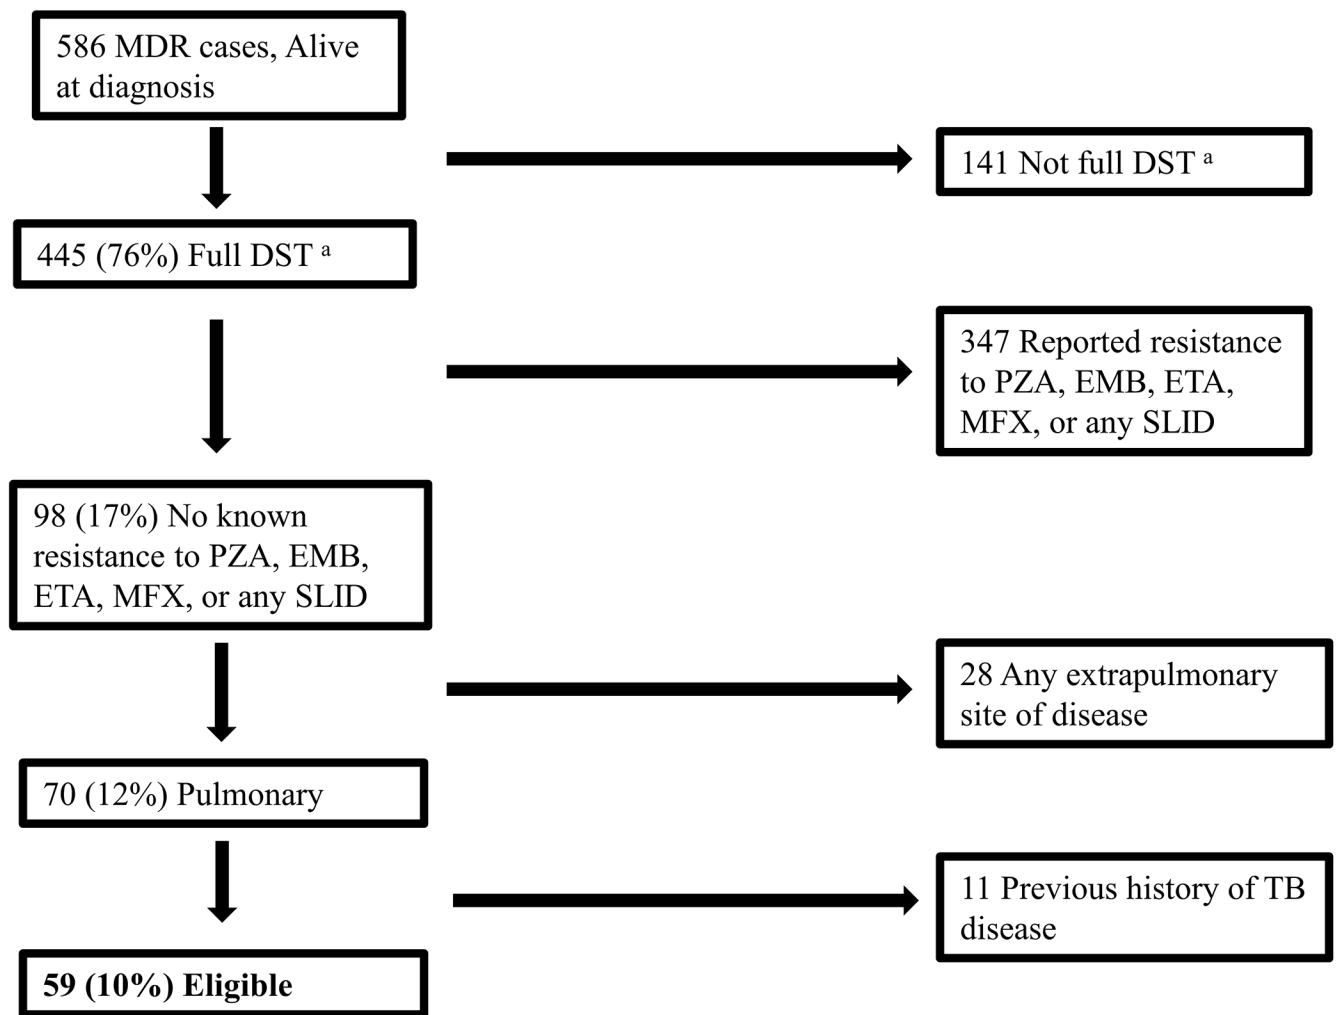 586 MDR cases, Alive
at diagnosis
141 Not full DST ᵃ
445 (76%) Full DST ᵃ
347 Reported resistance
to PZA, EMB, ETA,
MFX, or any SLID
98 (17%) No known
resistance to PZA, EMB,
ETA, MFX, or any SLID
28 Any extrapulmonary
site of disease
70 (12%) Pulmonary
11 Previous history of TB
disease
59 (10%) Eligible